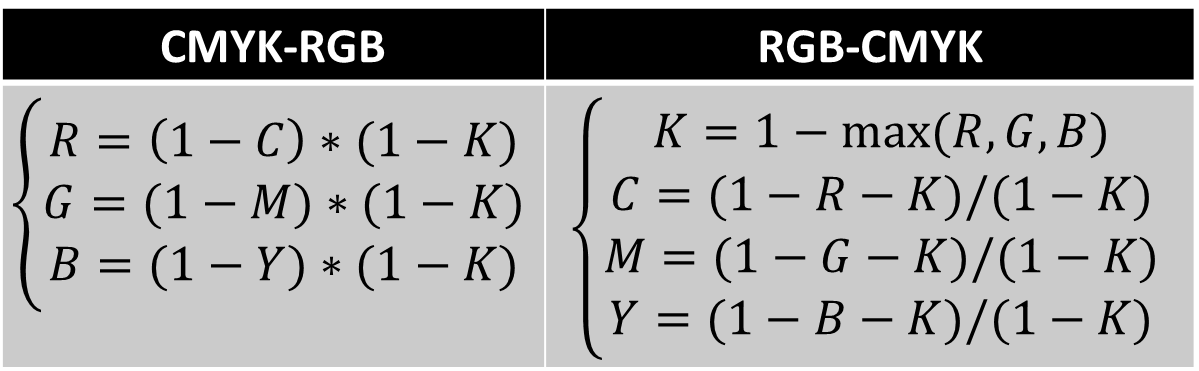 CMYK-RGB
R = (1 − C) ∗ (1 − K)
G = (1 − M) ∗ (1 − K)
B = (1 − Y) ∗ (1 − K)
RGB-CMYK
K = 1 − max(R, G, B)
C = (1 − R − K)/(1 − K)
M = (1 − G − K)/(1 − K)
Y = (1 − B − K)/(1 − K)